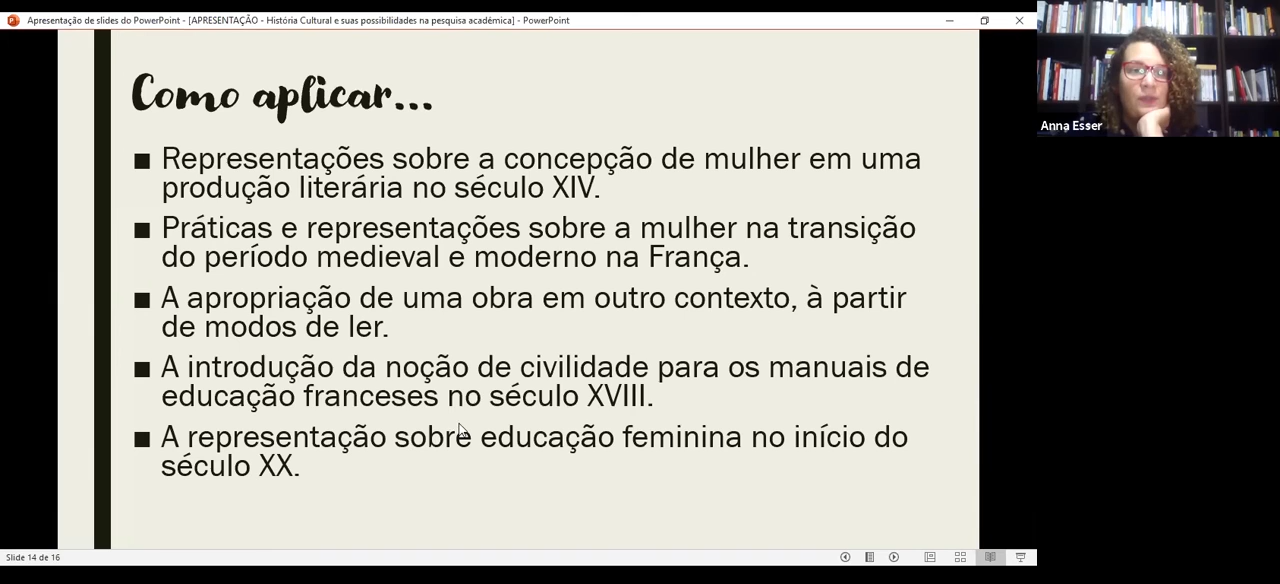 Apresentação de slides do PowerPoint - [APRESENTAÇÃO - História Cultural e suas possibilidades na pesquisa académica] - PowerPoint
Anna Esser
Como aplicar...
■ Representações sobre a concepção de mulher em uma
produção literária no século XIV.
■ Práticas e representações sobre a mulher na transição
do período medieval e moderno na França.
■ A apropriação de uma obra em outro contexto, à partir
de modos de ler.
■ A introdução da noção de civilidade para os manuais de
educação franceses no século XVIII.
■ A representação sobre educação feminina no início do
século XX.
Slide 14 de 16